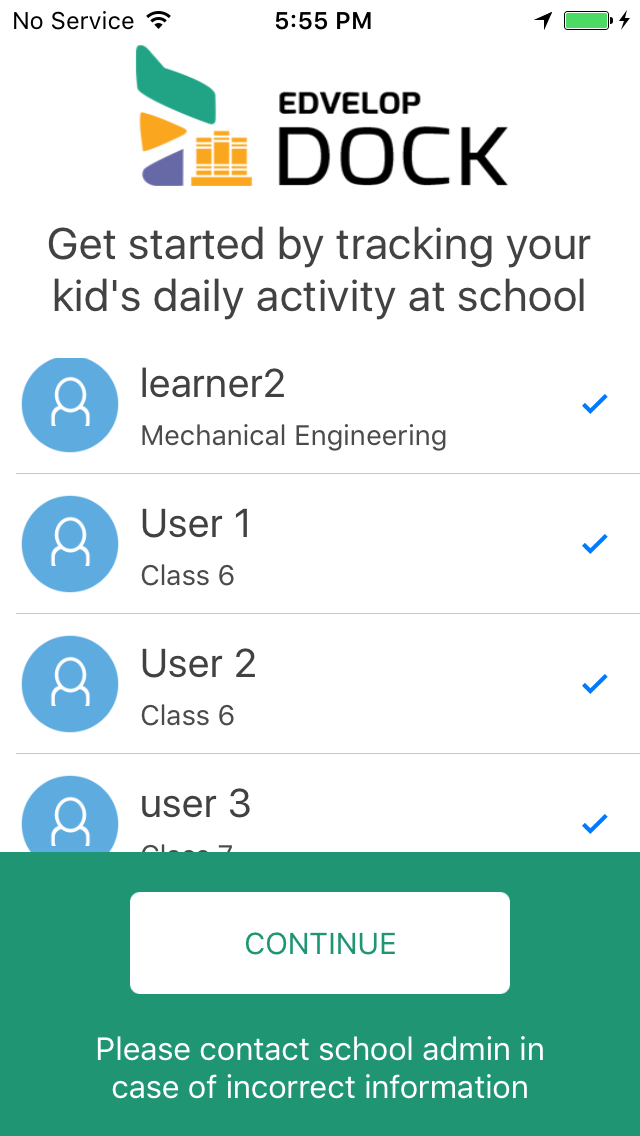 No Service 5:55 PM
EDVELOP
DOCK
Get started by tracking your
kid's daily activity at school
learner2
Mechanical Engineering
User 1
Class 6
User 2
Class 6
user 3
Class 7
CONTINUE
Please contact school admin in
case of incorrect information